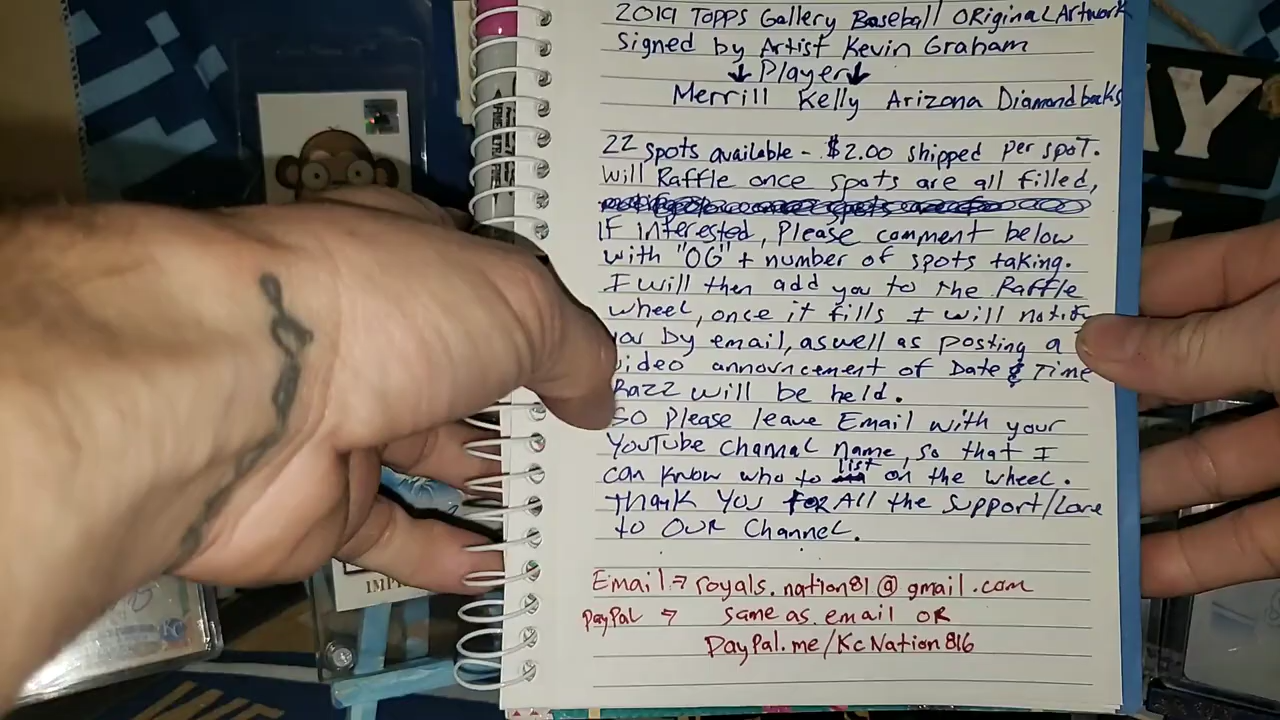 2019 Topps Gallery Baseball Original Artwork
Signed by Artist Kevin Graham
↓ Player ↓
Merrill Kelly Arizona Diamondbacks
22 spots available - $2.00 shipped per spot.
Will Raffle once spots are all filled,
IF interested, Please comment below
with "OG" + number of spots taking.
I will then add you to the Raffle
wheel, once it fills I will notify
you by email, aswell as posting a
video announcement of Date & Time
Razz will be held.
So Please leave Email with your
YouTube Channal name, so that I
can know who to list on the wheel.
Thank You For All the support/Love
to OUR Channel.
Email → royals.nation81@gmail.com
PayPal → same as email OR
PayPal.me/KcNation816
Y
WE
IMP